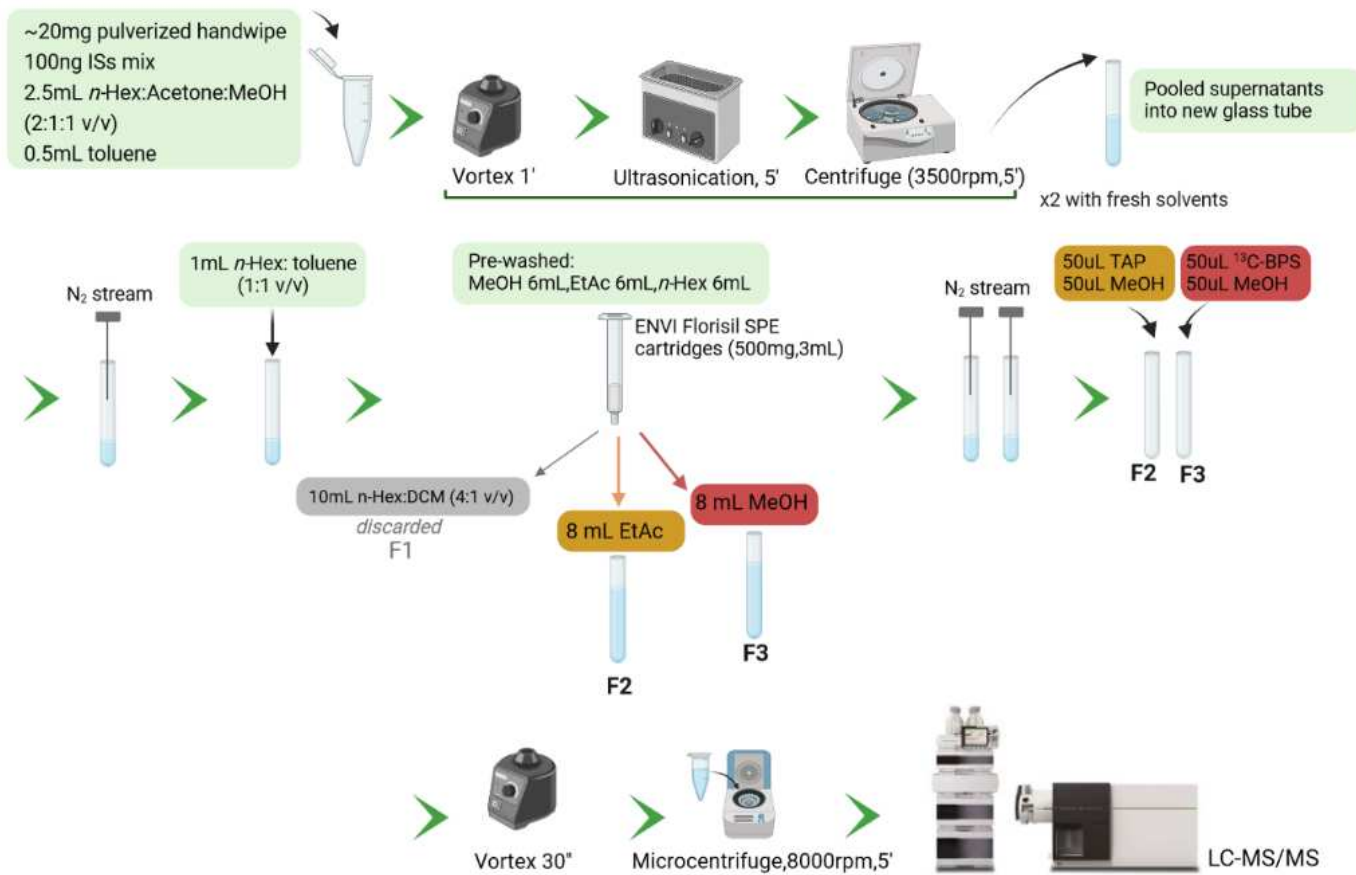 ~20mg pulverized handwipe
100ng ISs mix
2.5mL n-Hex:Acetone:MeOH
(2:1:1 v/v)
0.5mL toluene
Vortex 1'
Ultrasonication, 5'
Centrifuge (3500rpm,5')
Pooled supernatants
into new glass tube
x2 with fresh solvents
N₂ stream
1mL n-Hex: toluene
(1:1 v/v)
Pre-washed:
MeOH 6mL,EtAc 6mL,n-Hex 6mL
ENVI Florisil SPE
cartridges (500mg,3mL)
10mL n-Hex:DCM (4:1 v/v)
discarded
F1
8 mL EtAc
F2
8 mL MeOH
F3
N₂ stream
50uL TAP
50uL MeOH
50uL ¹³C-BPS
50uL MeOH
F2
F3
Vortex 30"
Microcentrifuge,8000rpm,5'
LC-MS/MS